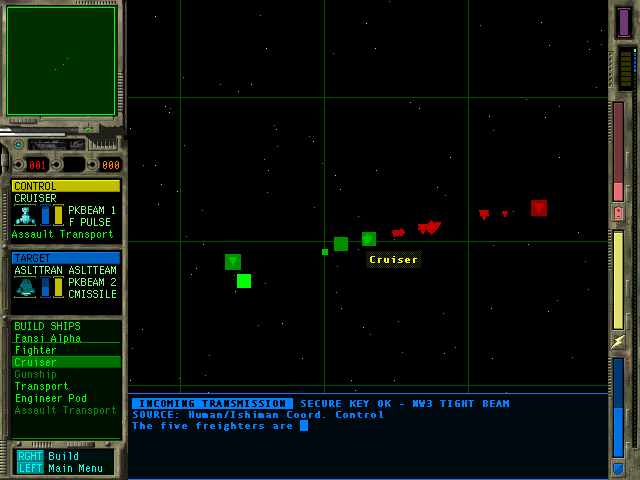 001
000
CONTROL
CRUISER
PKBEAM 1
F PULSE
Assault Transport
TARGET
ASLTTRAN ASLTTEAM
PKBEAM 2
CMISSILE
BUILD SHIPS
Fansi Alpha
Fighter
Cruiser
Gunship
Transport
Engineer Pod
Assault Transport
RGHT Build
LEFT Main Menu
Cruiser
INCOMING TRANSMISSION SECURE KEY OK - NW3 TIGHT BEAM
SOURCE: Human/Ishiman Coord. Control
The five freighters are